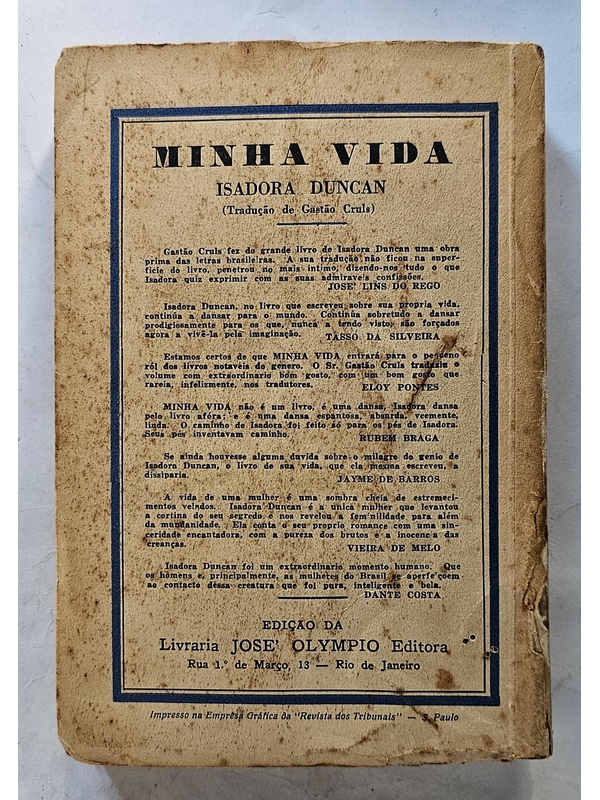 MINHA VIDA
ISADORA DUNCAN
(Tradução de Gastão Cruls)
Gastão Cruls fez do grande livro de Isadora Duncan uma obra
prima das letras brasileiras. A sua tradução não ficou na super-
ficie do livro, penetrou no mais intimo, dizendo-nos tudo o que
Isadora quiz exprimir com as suas admiraveis confissões.
JOSE' LINS DO REGO
Isadora Duncan, no livro que escreveu sobre sua propria vida,
continúa a dansar para o mundo. Continúa sobretudo a dansar
prodigiosamente para os que, nunca a tendo visto, são forçados
agora a vivê-la pela imaginação.
TASSO DA SILVEIRA
Estamos certos de que MINHA VIDA entrará para o pequeno
ról dos livros notaveis do genero. O Sr. Gastão Cruls traduziu o
volume com extraordinario bom gosto, com um bom gosto que
rareia, infelizmente, nos tradutores.
ELOY PONTES
MINHA VIDA não é um livro, é uma dansa, Isadora dansa
pelo livro afóra; e é uma dansa espantosa, absurda, veemente,
linda. O caminho de Isadora foi feito só para os pés de Isadora.
Seus pés inventavam caminho.
RUBEM BRAGA
Se ainda houvesse alguma duvida sobre o milagre do genio de
Isadora Duncan, o livro de sua vida, que ela mesma escreveu, a
dissiparia.
JAYME DE BARROS
A vida de uma mulher é uma sombra cheia de estremeci-
mentos velados. Isadora Duncan é a unica mulher que levantou
a cortina do seu segredo e nos revelou a feminilidade para além
da mundanidade. Ela conta o seu proprio romance com uma sin-
ceridade encantadora, com a pureza dos brutos e a inocencia das
creanças.
VIEIRA DE MELO
Isadora Duncan foi um extraordinario momento humano. Que
os homens e, principalmente, as mulheres do Brasil se aperfeiçoem
ao contacto dessa creatura que foi pura, inteligente e bela.
DANTE COSTA
EDIÇÃO DA
Livraria JOSE' OLYMPIO Editora
Rua 1.º de Março, 13 — Rio de Janeiro
Impresso na Emprêsa Gráfica da "Revista dos Tribunais" — S. Paulo